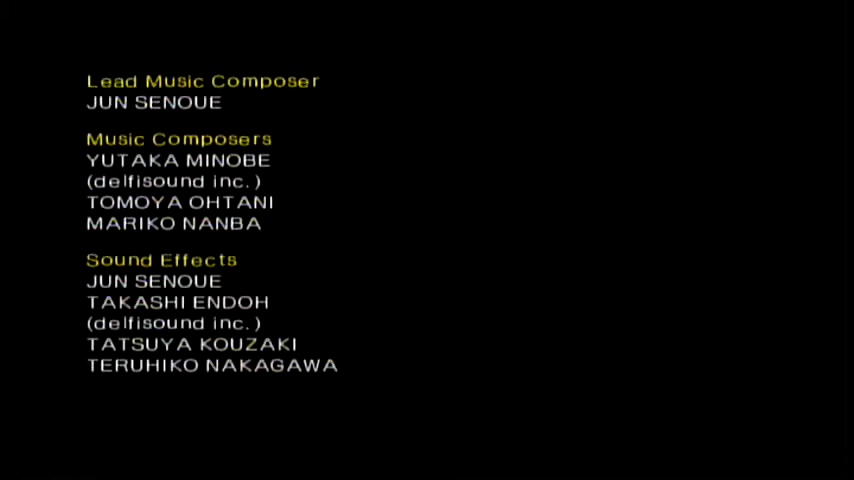 Lead Music Composer
JUN SENOUE
Music Composers
YUTAKA MINOBE
(delfisound inc.)
TOMOYA OHTANI
MARIKO NANBA
Sound Effects
JUN SENOUE
TAKASHI ENDOH
(delfisound inc.)
TATSUYA KOUZAKI
TERUHIKO NAKAGAWA